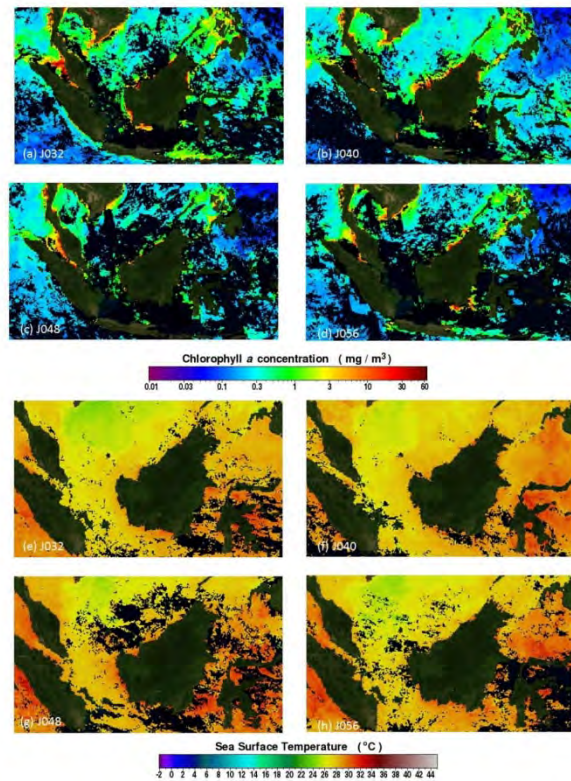 (a) J032
(b) J040
(c) J048
(d) J056
Chlorophyll a concentration ( mg / m³ )
0.01 0.03 0.1 0.3 1 3 10 30 60
(e) J032
(f) J040
(g) J048
(h) J056
Sea Surface Temperature ( °C )
-2 0 2 4 6 8 10 12 14 16 18 20 22 24 26 28 30 32 34 36 38 40 42 44